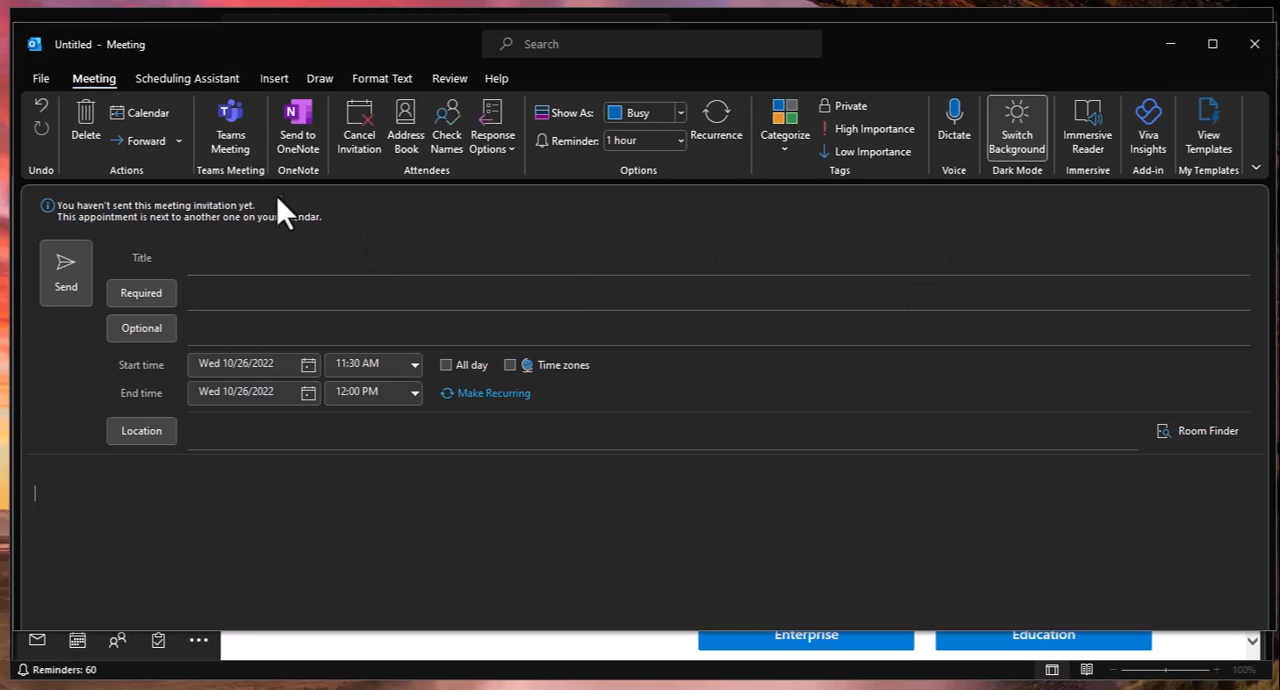 Untitled - Meeting
Search
File Meeting Scheduling Assistant Insert Draw Format Text Review Help
Undo
Delete
Calendar
Forward
Actions
Teams
Meeting
Teams Meeting
Send to
OneNote
OneNote
Cancel
Invitation
Address
Book
Check
Names
Response
Options
Attendees
Show As: Busy
Reminder: 1 hour
Recurrence
Options
Categorize
Private
High Importance
Low Importance
Tags
Dictate
Voice
Switch
Background
Dark Mode
Immersive
Reader
Immersive
Viva
Insights
Add-in
View
Templates
My Templates
You haven't sent this meeting invitation yet.
This appointment is next to another one on your calendar.
Send
Title
Required
Optional
Start time Wed 10/26/2022 11:30 AM All day Time zones
End time Wed 10/26/2022 12:00 PM Make Recurring
Location Room Finder
Enterprise Education
Reminders: 60 100%